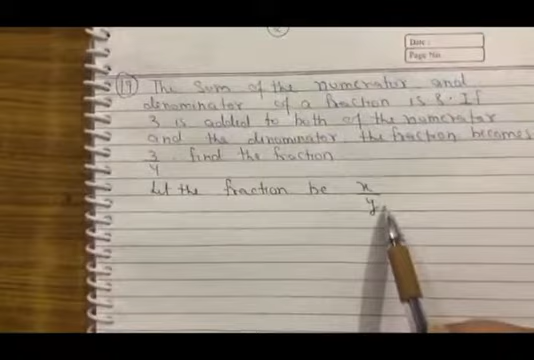 Date :
Page No:
19 The Sum of the numerator and
denominator of a fraction is 8. If
3 is added to both of the numerator
and the denominator the fraction becomes
3/4 find the fraction
Let the fraction be x/y